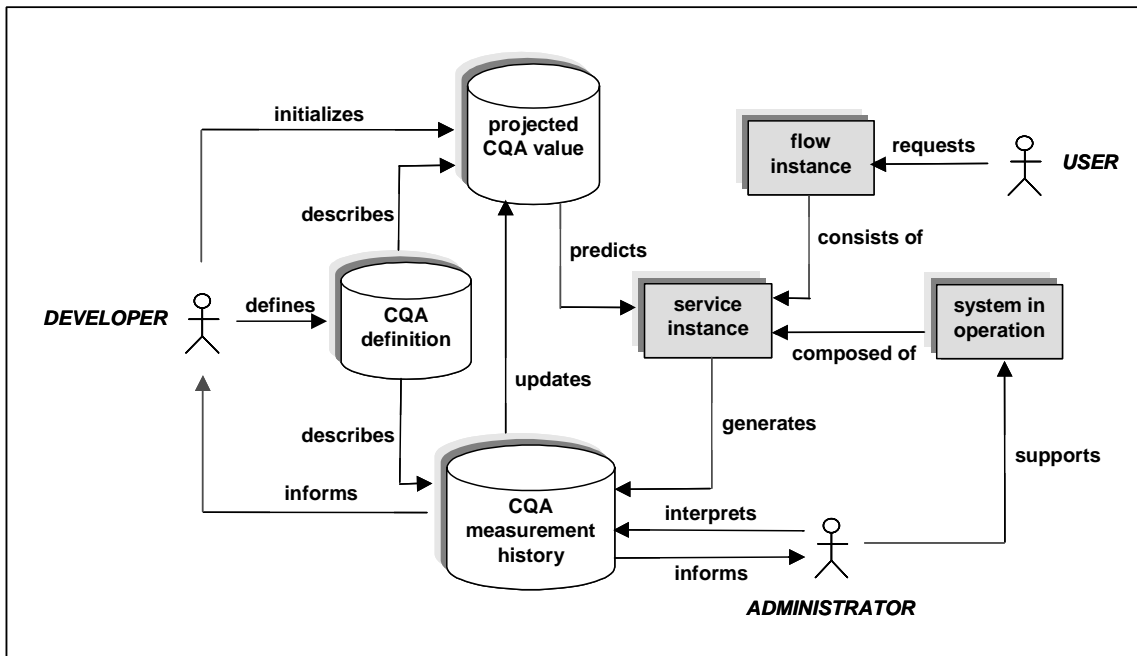 initializes
projected
CQA value
flow
instance
requests
USER
describes
consists of
predicts
DEVELOPER
defines
CQA
definition
service
instance
system in
operation
composed of
updates
describes
generates
supports
informs
CQA
measurement
history
interprets
informs
ADMINISTRATOR